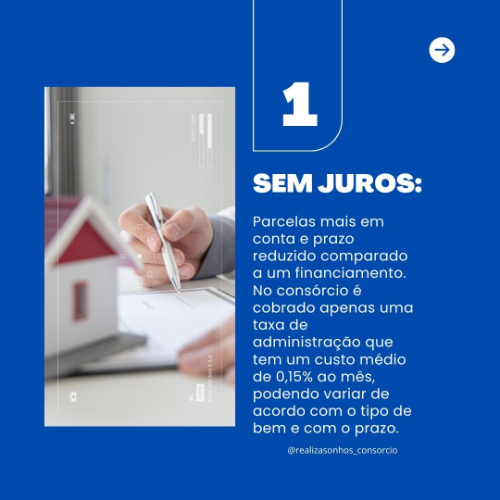 1
SEM JUROS:
Parcelas mais em
conta e prazo
reduzido comparado
a um financiamento.
No consórcio é
cobrado apenas uma
taxa de
administração que
tem um custo médio
de 0,15% ao mês,
podendo variar de
acordo com o tipo de
bem e com o prazo.
@realizasonhos_consorcio